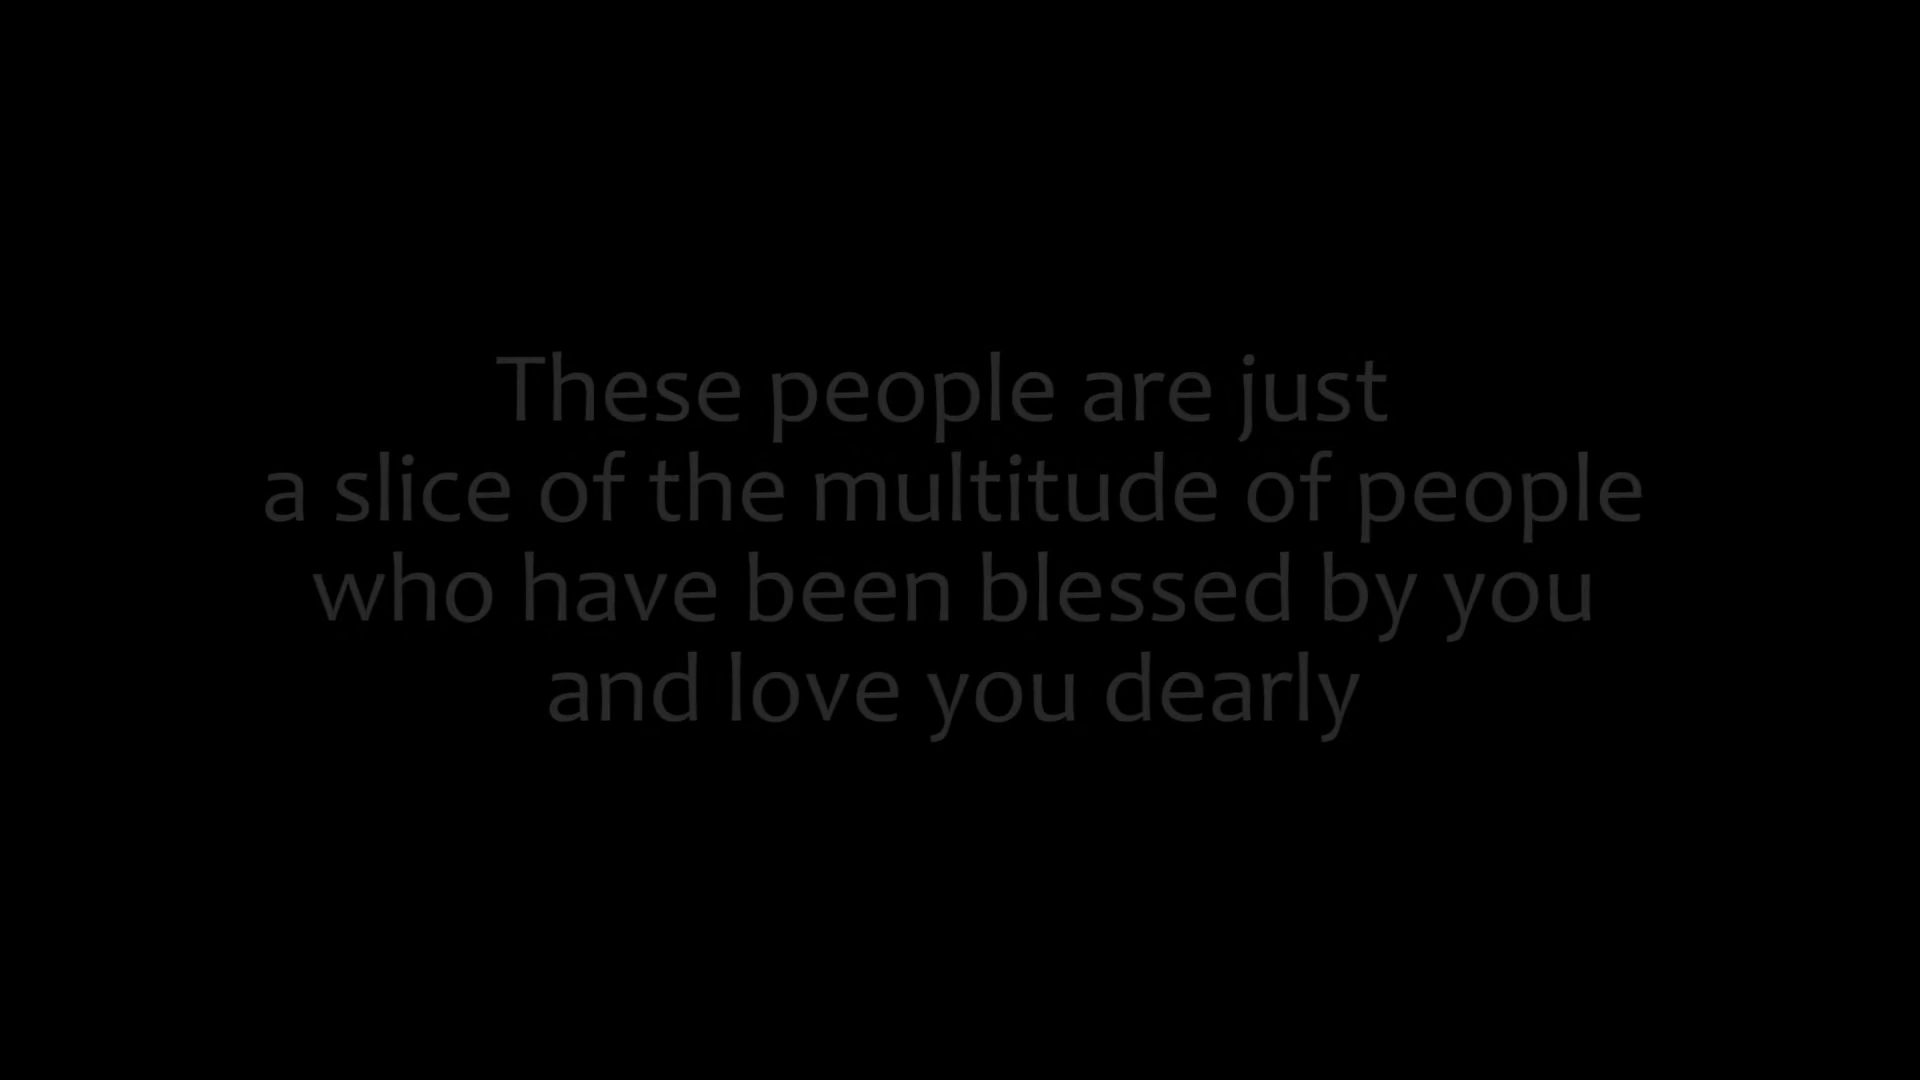 These people are just
a slice of the multitude of people
who have been blessed by you
and love you dearly